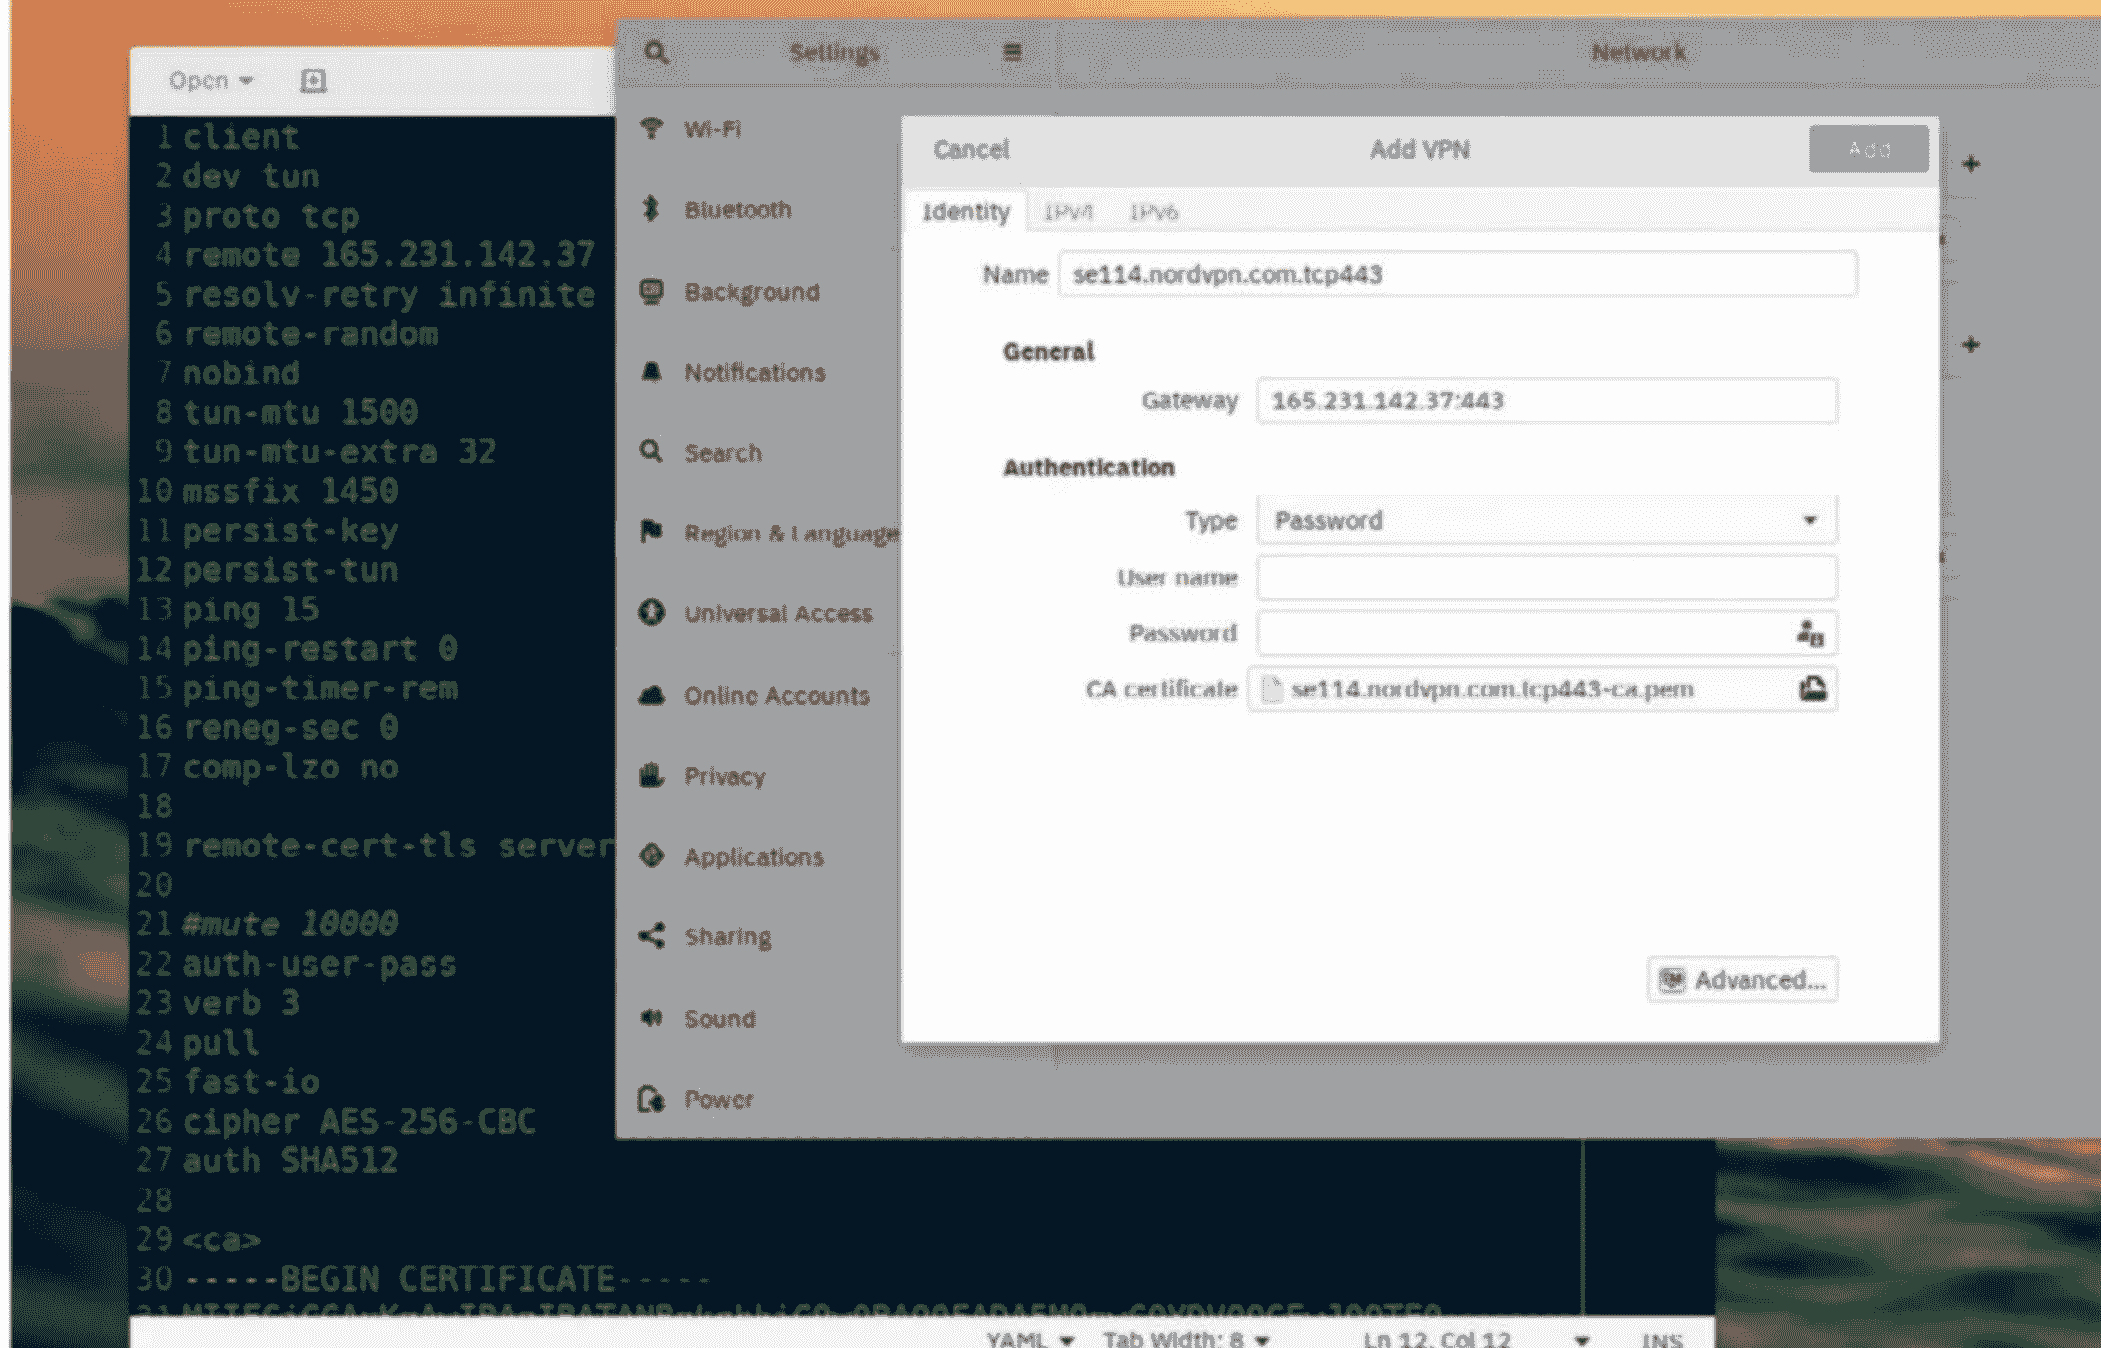 Open
1 client
2 dev tun
3 proto tcp
4 remote 165.231.142.37
5 resolv-retry infinite
6 remote-random
7 nobind
8 tun-mtu 1500
9 tun-mtu-extra 32
10 mssfix 1450
11 persist-key
12 persist-tun
13 ping 15
14 ping-restart 0
15 ping-timer-rem
16 reneg-sec 0
17 comp-lzo no
18
19 remote-cert-tls server
20
21 #mute 10000
22 auth-user-pass
23 verb 3
24 pull
25 fast-io
26 cipher AES-256-CBC
27 auth SHA512
28
29 <ca>
30 -----BEGIN CERTIFICATE-----
YAML Tab Width: 8 Ln 12, Col 12 INS
Settings
Wi-Fi
Bluetooth
Background
Notifications
Search
Region & Language
Universal Access
Online Accounts
Privacy
Applications
Sharing
Sound
Power
Network
Cancel Add VPN Add
Identity IPv4 IPv6
Name se114.nordvpn.com.tcp443
General
Gateway 165.231.142.37:443
Authentication
Type Password
User name
Password
CA certificate se114.nordvpn.com.tcp443-ca.pem
Advanced...